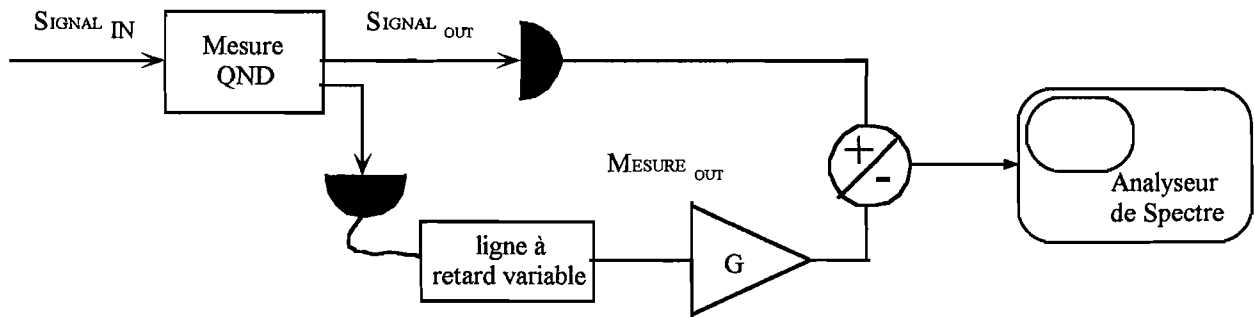 SIGNAL IN
Mesure
QND
SIGNAL OUT
MESURE OUT
+
-
ligne à
retard variable
G
Analyseur
de Spectre